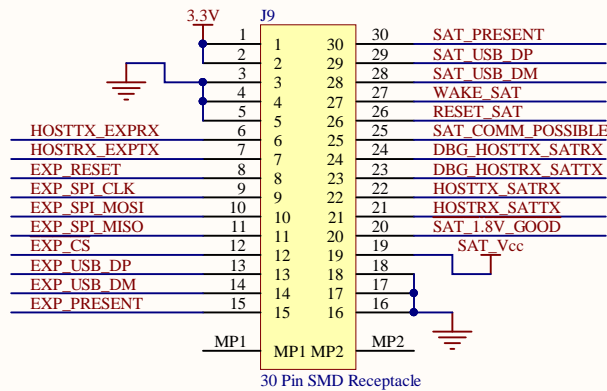 3.3V J9
1 1 30 30 SAT_PRESENT
2 2 29 29 SAT_USB_DP
3 3 28 28 SAT_USB_DM
4 4 27 27 WAKE_SAT
5 5 26 26 RESET_SAT
HOSTTX_EXPRX 6 6 25 25 SAT_COMM_POSSIBLE
HOSTRX_EXPTX 7 7 24 24 DBG_HOSTTX_SATRX
EXP_RESET 8 8 23 23 DBG_HOSTRX_SATTX
EXP_SPI_CLK 9 9 22 22 HOSTTX_SATRX
EXP_SPI_MOSI 10 10 21 21 HOSTRX_SATTX
EXP_SPI_MISO 11 11 20 20 SAT_1.8V_GOOD
EXP_CS 12 12 19 19 SAT_Vcc
EXP_USB_DP 13 13 18 18
EXP_USB_DM 14 14 17 17
EXP_PRESENT 15 15 16 16
MP1 MP1 MP2 MP2
30 Pin SMD Receptacle